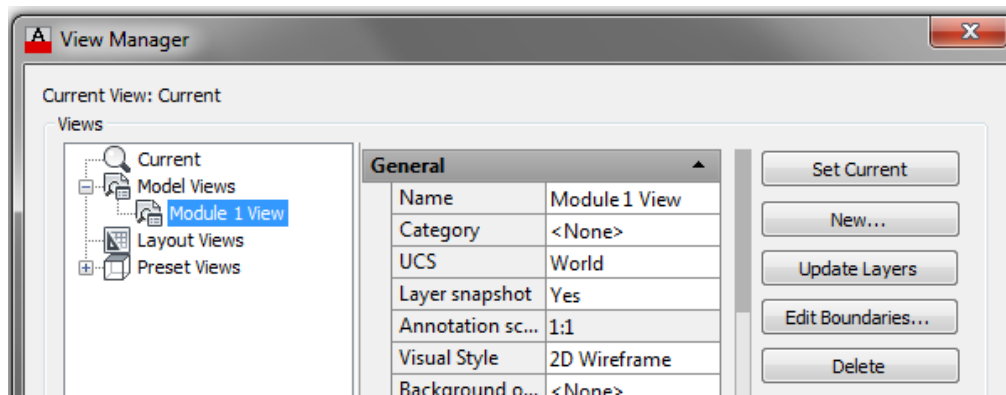 View Manager
Current View: Current
Views
Current
Model Views
Module 1 View
Layout Views
Preset Views
General
Name Module 1 View
Category <None>
UCS World
Layer snapshot Yes
Annotation sc... 1:1
Visual Style 2D Wireframe
Background o... <None>
Set Current
New...
Update Layers
Edit Boundaries...
Delete